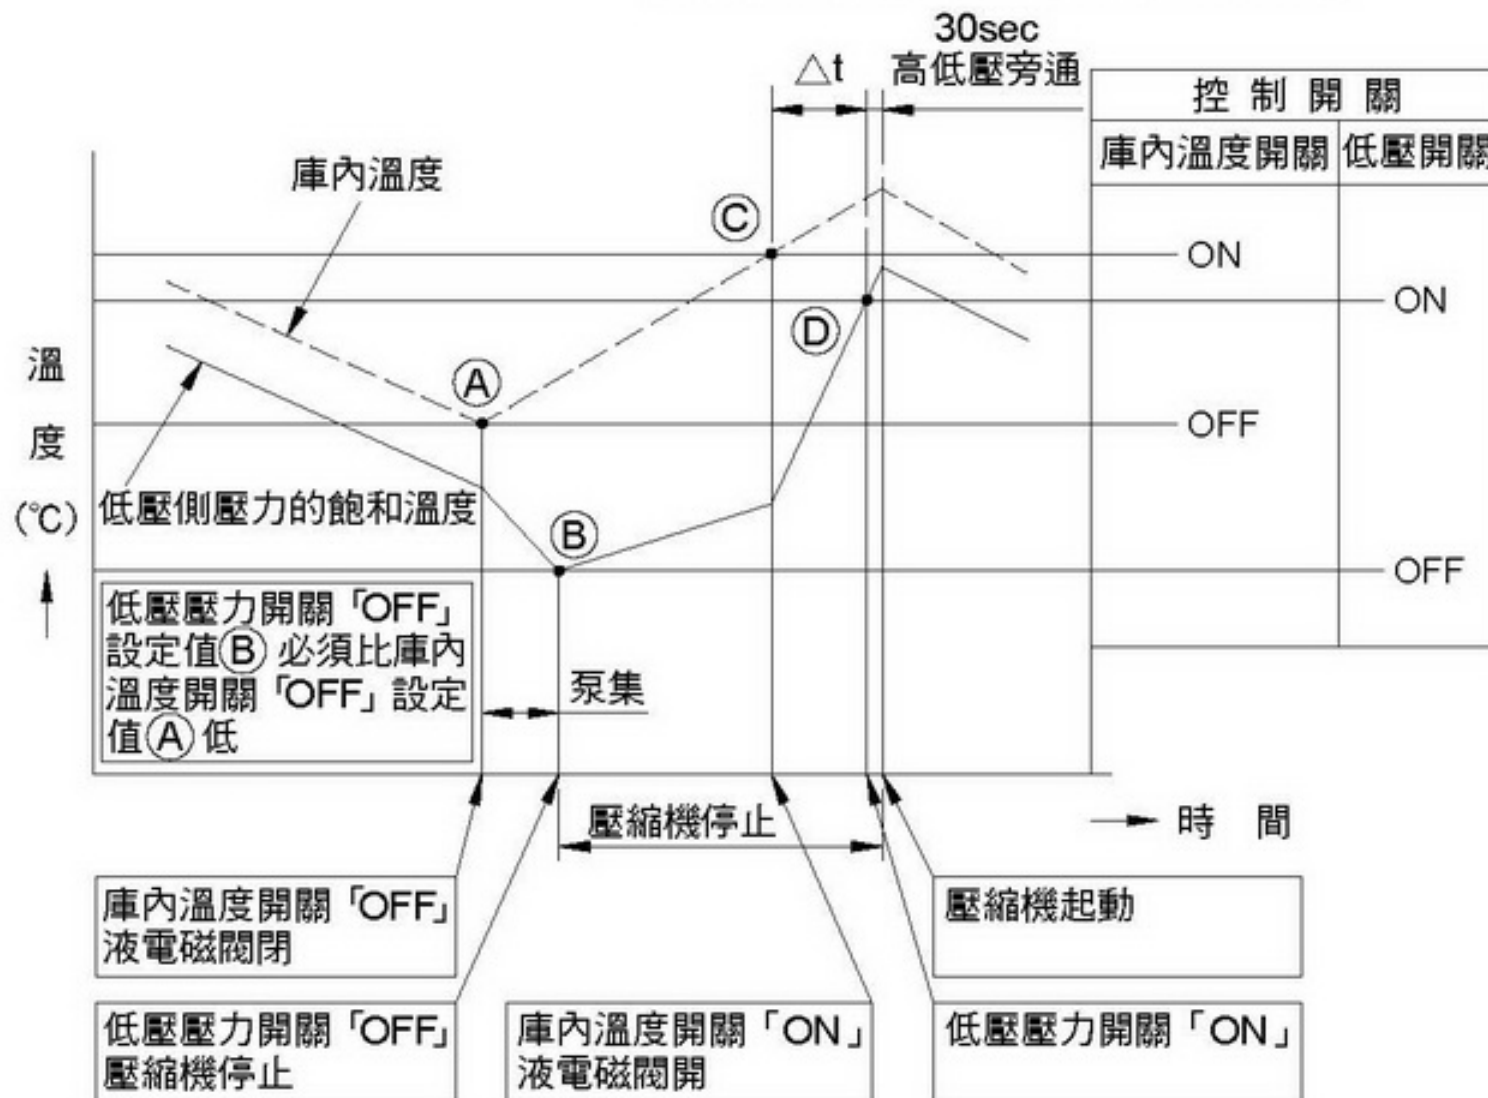 30sec
△t
高低壓旁通
控制開關
庫內溫度開關
低壓開關
庫內溫度
Ⓒ
ON
ON
Ⓓ
溫度(℃)
Ⓐ
OFF
低壓側壓力的飽和溫度
Ⓑ
OFF
低壓壓力開關「OFF」
設定值Ⓑ必須比庫內
溫度開關「OFF」設定
值Ⓐ低
泵集
壓縮機停止
時間
庫內溫度開關「OFF」
液電磁閥閉
壓縮機起動
低壓壓力開關「OFF」
壓縮機停止
庫內溫度開關「ON」
液電磁閥開
低壓壓力開關「ON」